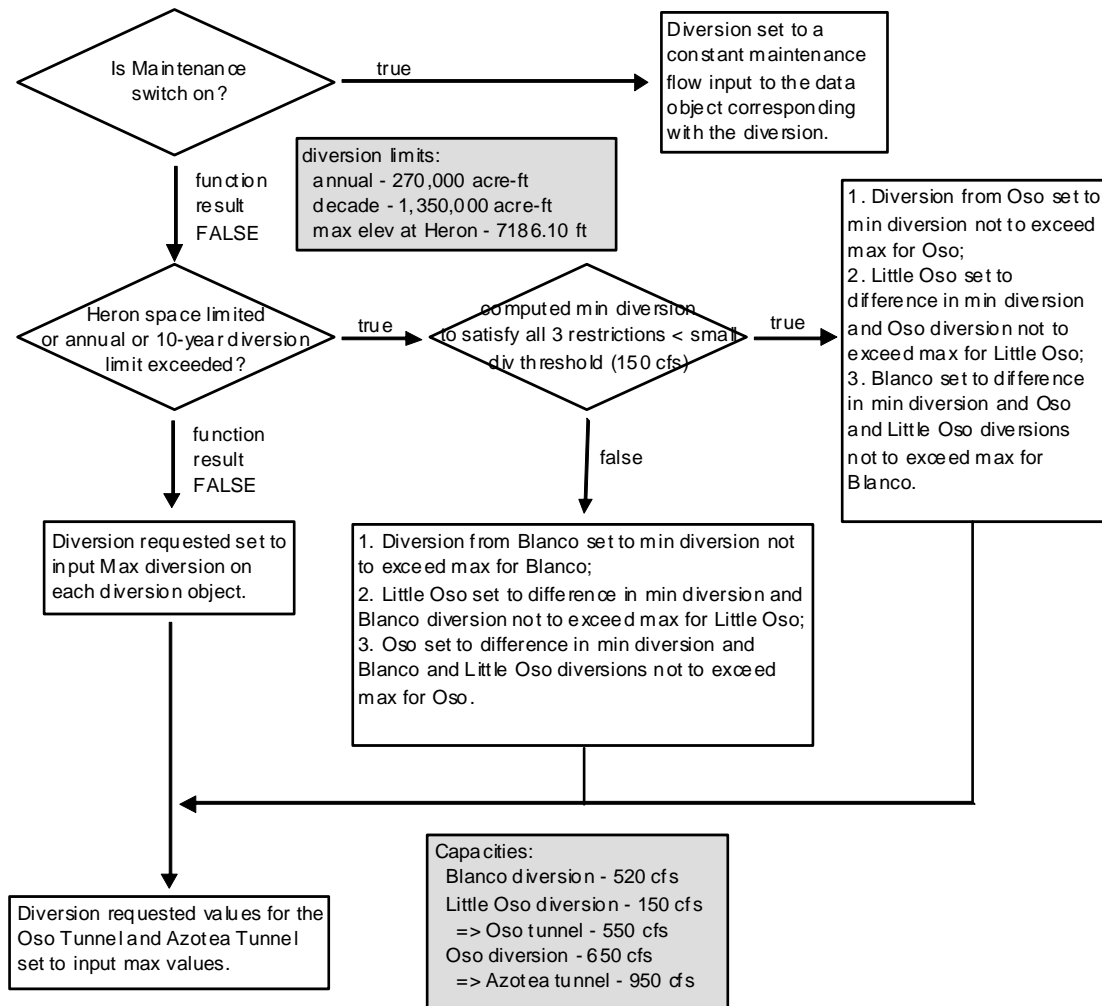 Is Maintenance
switch on?
true
Diversion set to a
constant maintenance
flow input to the data
object corresponding
with the diversion.
function
result
FALSE
diversion limits:
annual - 270,000 acre-ft
decade - 1,350,000 acre-ft
max elev at Heron - 7186.10 ft
Heron space limited
or annual or 10-year diversion
limit exceeded?
true
computed min diversion
to satisfy all 3 restrictions < small
div threshold (150 cfs)
true
1. Diversion from Oso set to
min diversion not to exceed
max for Oso;
2. Little Oso set to
difference in min diversion
and Oso diversion not to
exceed max for Little Oso;
3. Blanco set to difference
in min diversion and Oso
and Little Oso diversions
not to exceed max for
Blanco.
function
result
FALSE
false
Diversion requested set to
input Max diversion on
each diversion object.
1. Diversion from Blanco set to min diversion not
to exceed max for Blanco;
2. Little Oso set to difference in min diversion and
Blanco diversion not to exceed max for Little Oso;
3. Oso set to difference in min diversion and
Blanco and Little Oso diversions not to exceed
max for Oso.
Diversion requested values for the
Oso Tunnel and Azotea Tunnel
set to input max values.
Capacities:
Blanco diversion - 520 cfs
Little Oso diversion - 150 cfs
=> Oso tunnel - 550 cfs
Oso diversion - 650 cfs
=> Azotea tunnel - 950 cfs